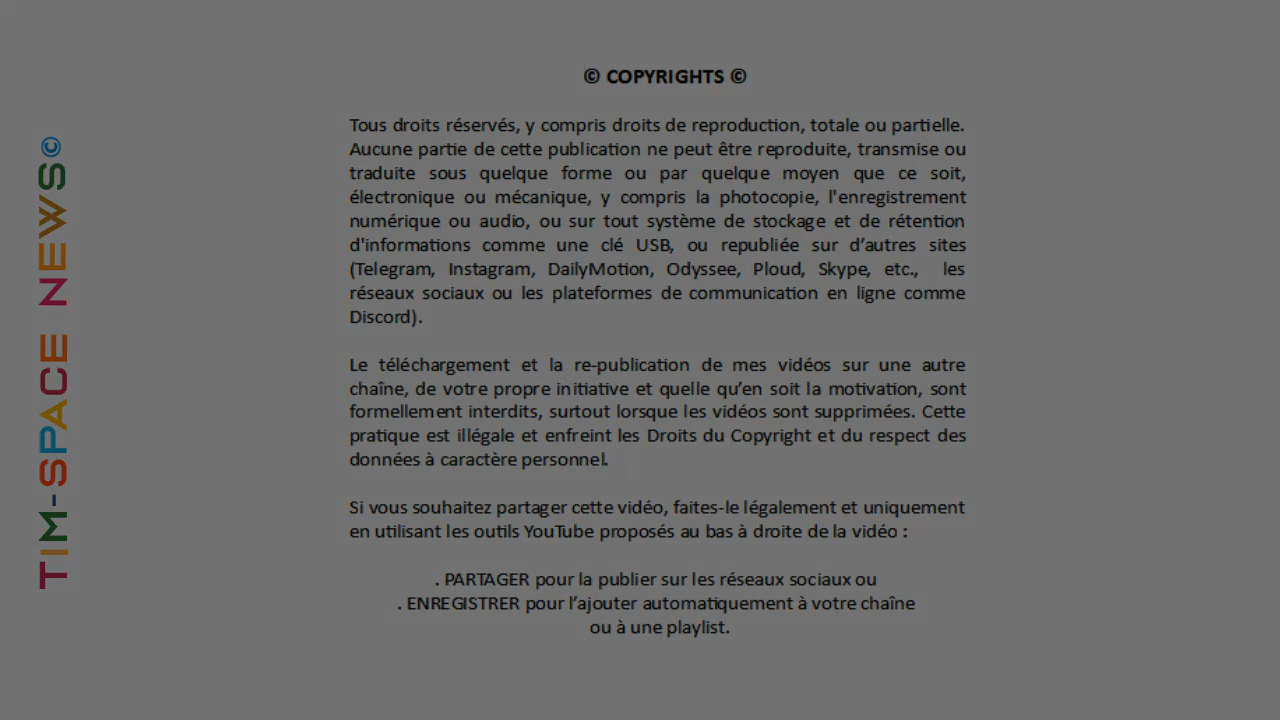 © COPYRIGHTS ©
Tous droits réservés, y compris droits de reproduction, totale ou partielle.
Aucune partie de cette publication ne peut être reproduite, transmise ou
traduite sous quelque forme ou par quelque moyen que ce soit,
électronique ou mécanique, y compris la photocopie, l'enregistrement
numérique ou audio, ou sur tout système de stockage et de rétention
d'informations comme une clé USB, ou republiée sur d’autres sites
(Telegram, Instagram, DailyMotion, Odyssee, Ploud, Skype, etc., les
réseaux sociaux ou les plateformes de communication en ligne comme
Discord).
Le téléchargement et la re-publication de mes vidéos sur une autre
chaîne, de votre propre initiative et quelle qu’en soit la motivation, sont
formellement interdits, surtout lorsque les vidéos sont supprimées. Cette
pratique est illégale et enfreint les Droits du Copyright et du respect des
données à caractère personnel.
Si vous souhaitez partager cette vidéo, faites-le légalement et uniquement
en utilisant les outils YouTube proposés au bas à droite de la vidéo :
. PARTAGER pour la publier sur les réseaux sociaux ou
. ENREGISTRER pour l’ajouter automatiquement à votre chaîne
ou à une playlist.
TIM-SPACE NEWS©